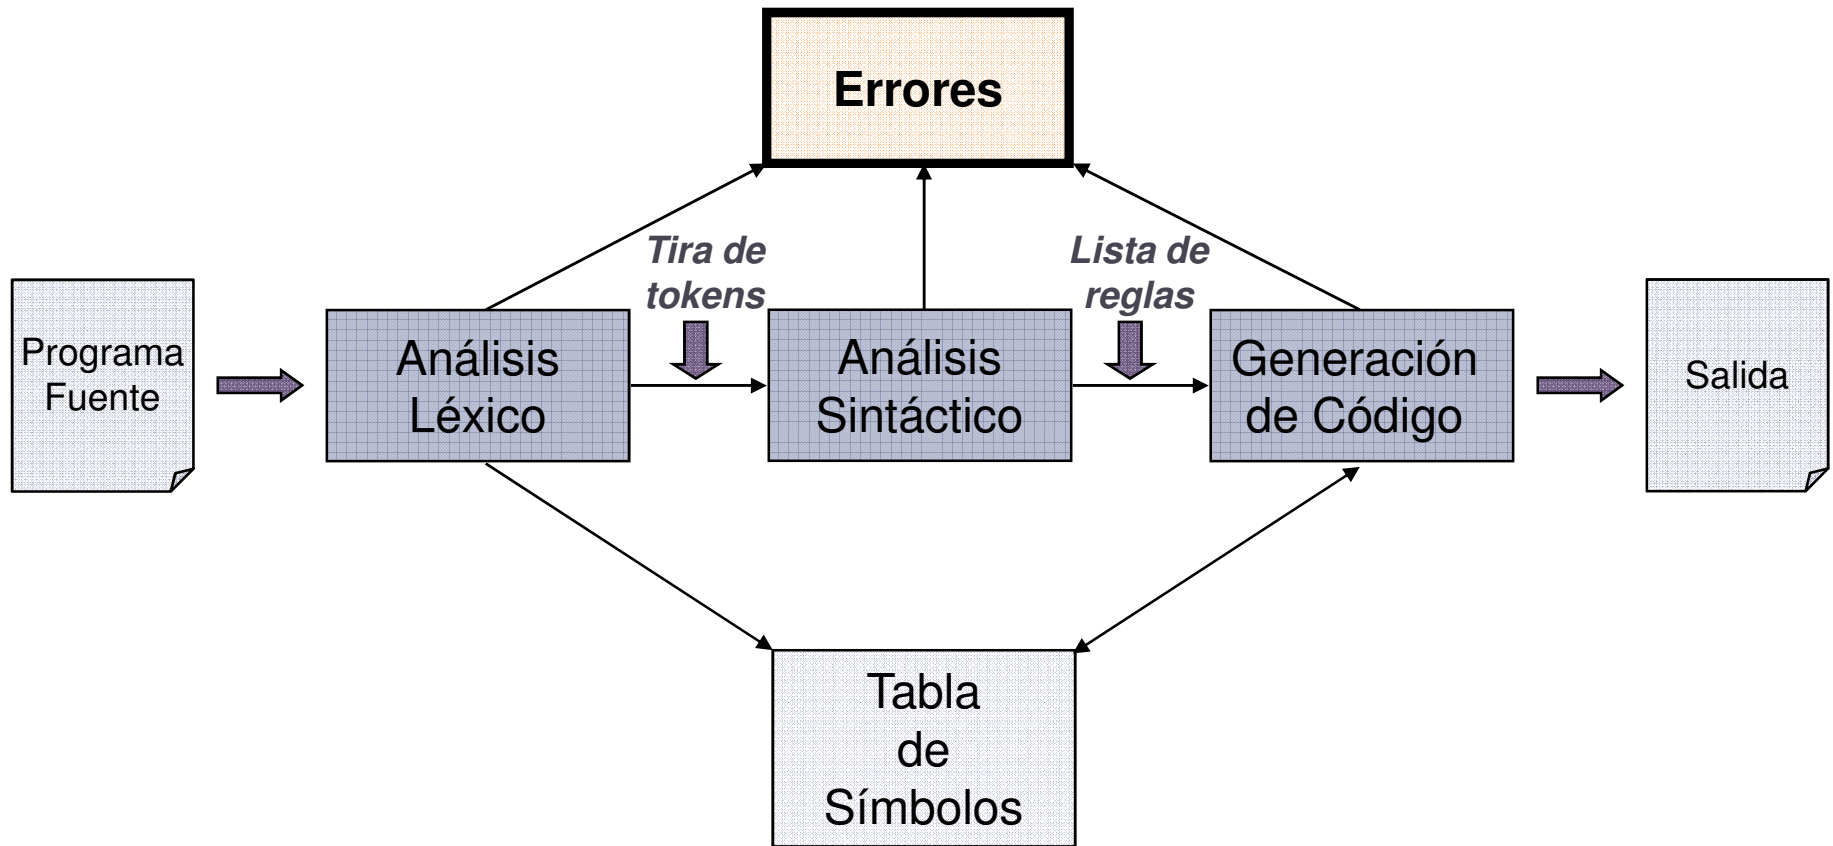 Errores
Tira de
tokens
Lista de
reglas
Programa
Fuente
Análisis
Léxico
Análisis
Sintáctico
Generación
de Código
Salida
Tabla
de
Símbolos